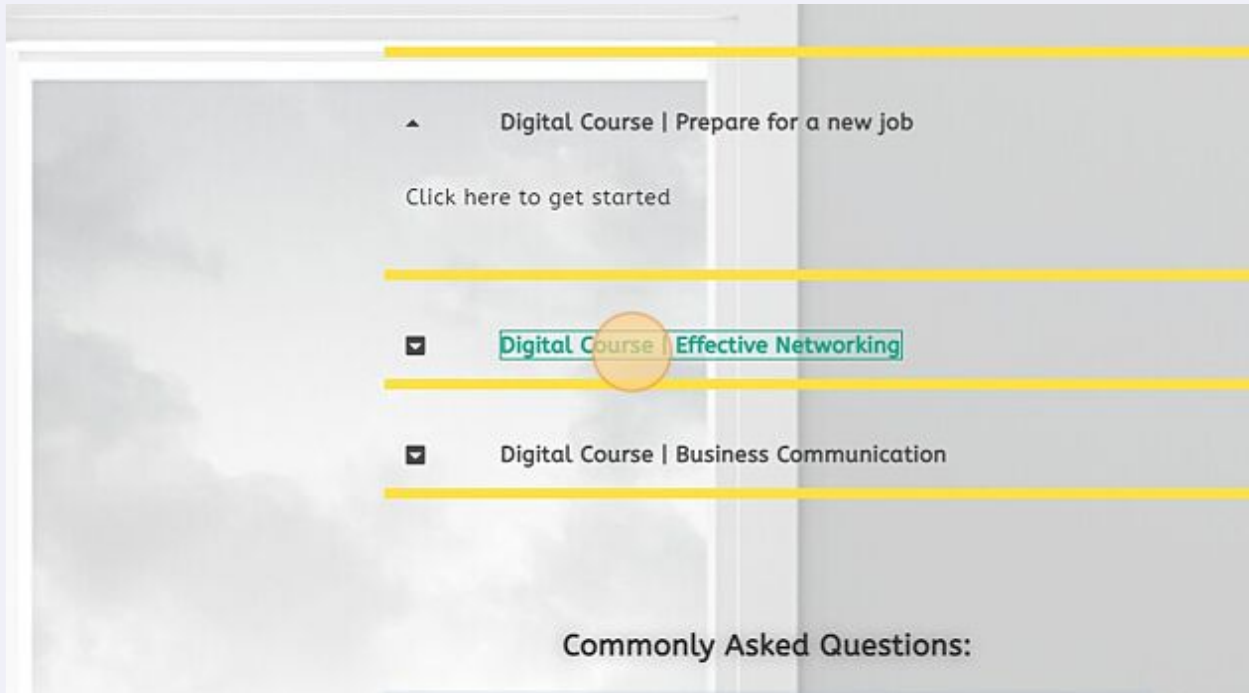 Digital Course | Prepare for a new job
Click here to get started
Digital Course | Effective Networking
Digital Course | Business Communication
Commonly Asked Questions: